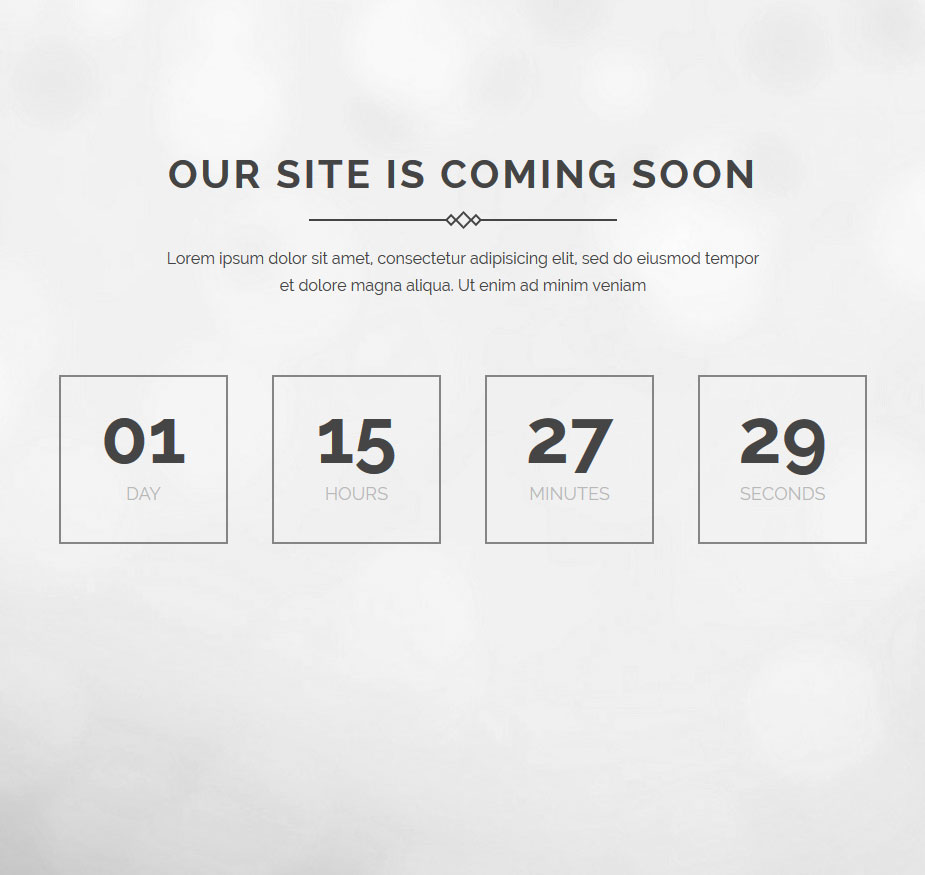 OUR SITE IS COMING SOON
Lorem ipsum dolor sit amet, consectetur adipisicing elit, sed do eiusmod tempor
et dolore magna aliqua. Ut enim ad minim veniam
01 15 27 29
DAY HOURS MINUTES SECONDS